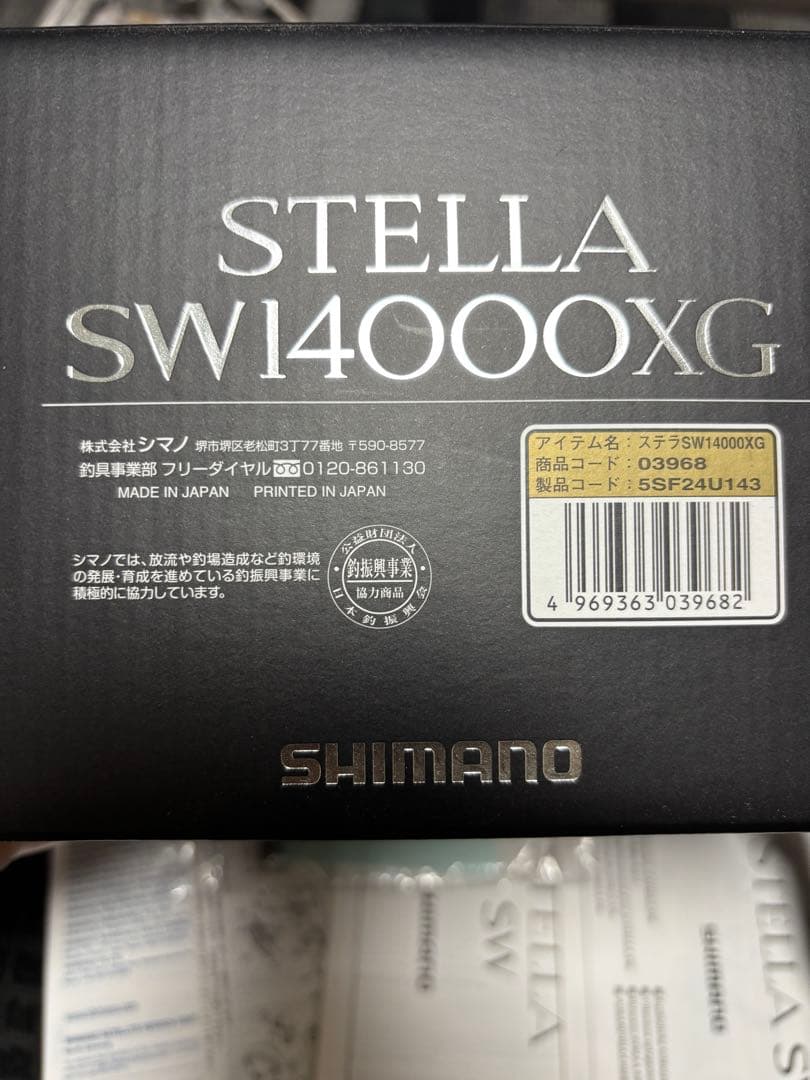 STELLA
SW14000XG
株式会社シマノ 堺市堺区老松町3丁77番地 〒590-8577
釣具事業部 フリーダイヤル 0120-861130
MADE IN JAPAN PRINTED IN JAPAN
シマノでは、放流や釣場造成など釣環境
の発展・育成を進めている釣振興事業に
積極的に協力しています。
公益財団法人
釣振興事業
協力商品
日本釣振興会
アイテム名：ステラSW14000XG
商品コード：03968
製品コード：5SF24U143
4 969363 039682
SHIMANO
SHIMANO
STELLA
SW
SHIMANO
STELLA S